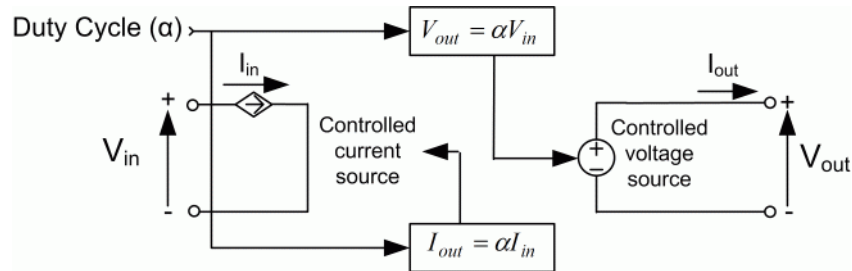 Duty Cycle (α)
V_out = αV_in
I_in
I_out
+
+
Controlled
current
source
+
−
Controlled
voltage
source
V_in
V_out
-
-
I_out = αI_in